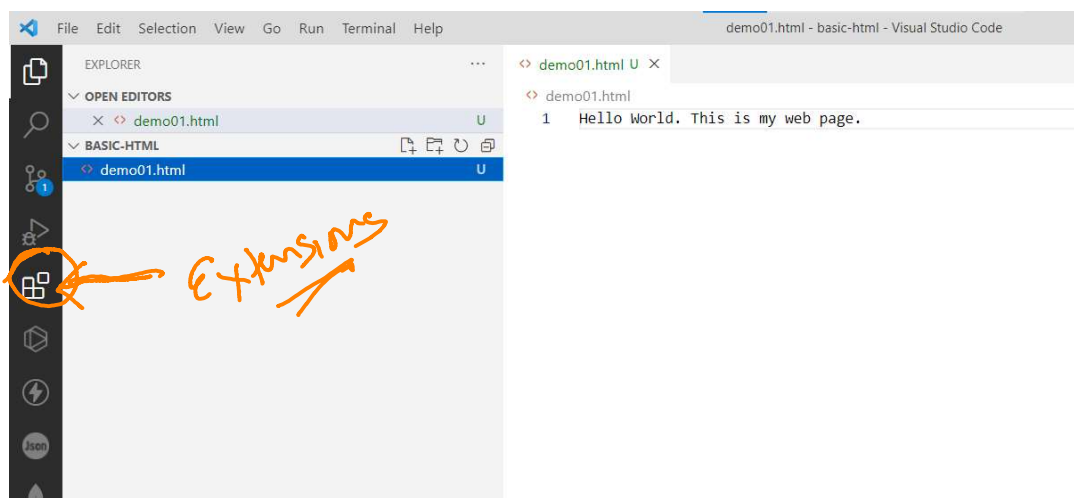 File Edit Selection View Go Run Terminal Help
demo01.html - basic-html - Visual Studio Code
EXPLORER
OPEN EDITORS
demo01.html U
BASIC-HTML
demo01.html U
demo01.html U
demo01.html
1 Hello World. This is my web page.
1
Extensions
Json